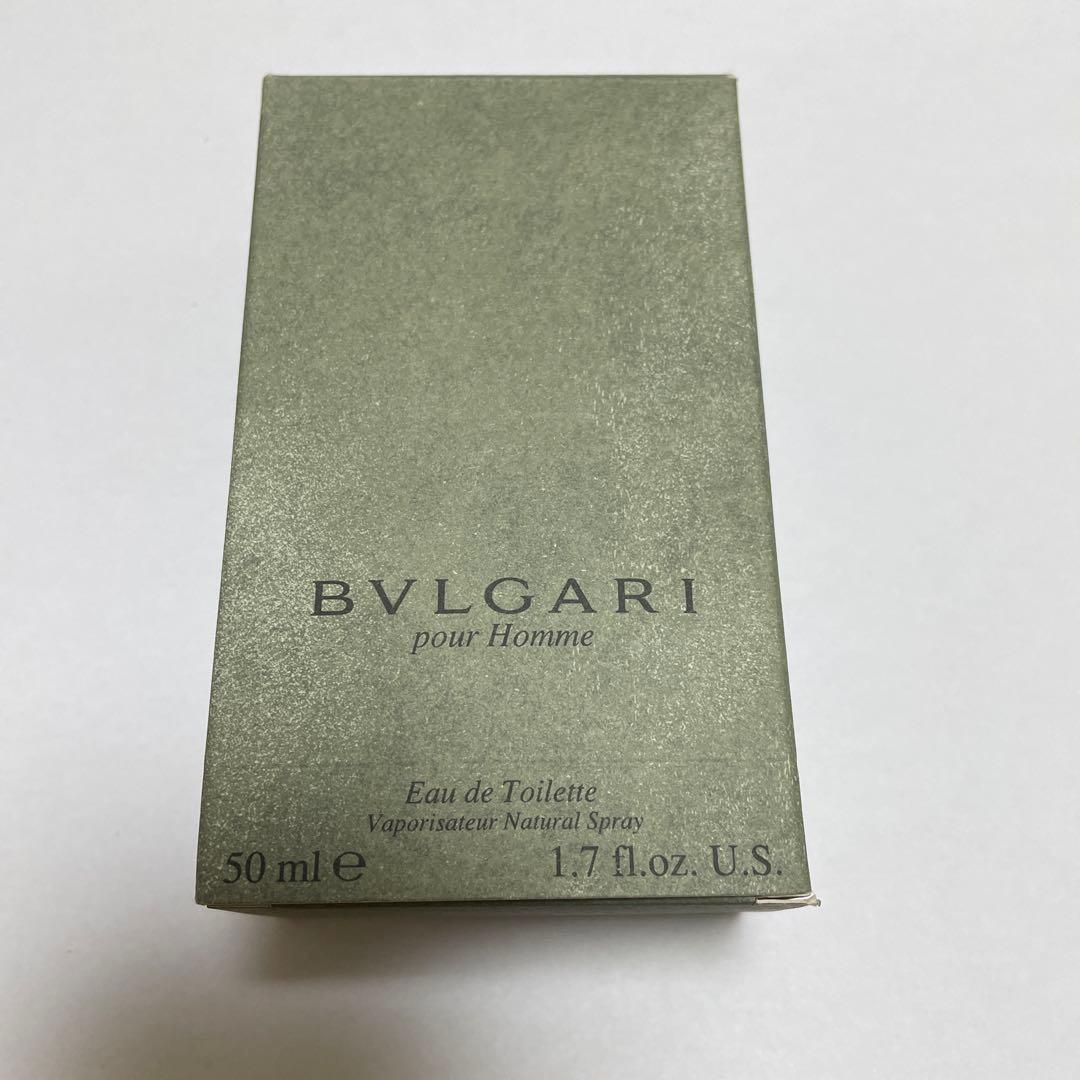 BVLGARI
pour Homme
Eau de Toilette
Vaporisateur Natural Spray
50 ml ℮ 1.7 fl.oz. U.S.